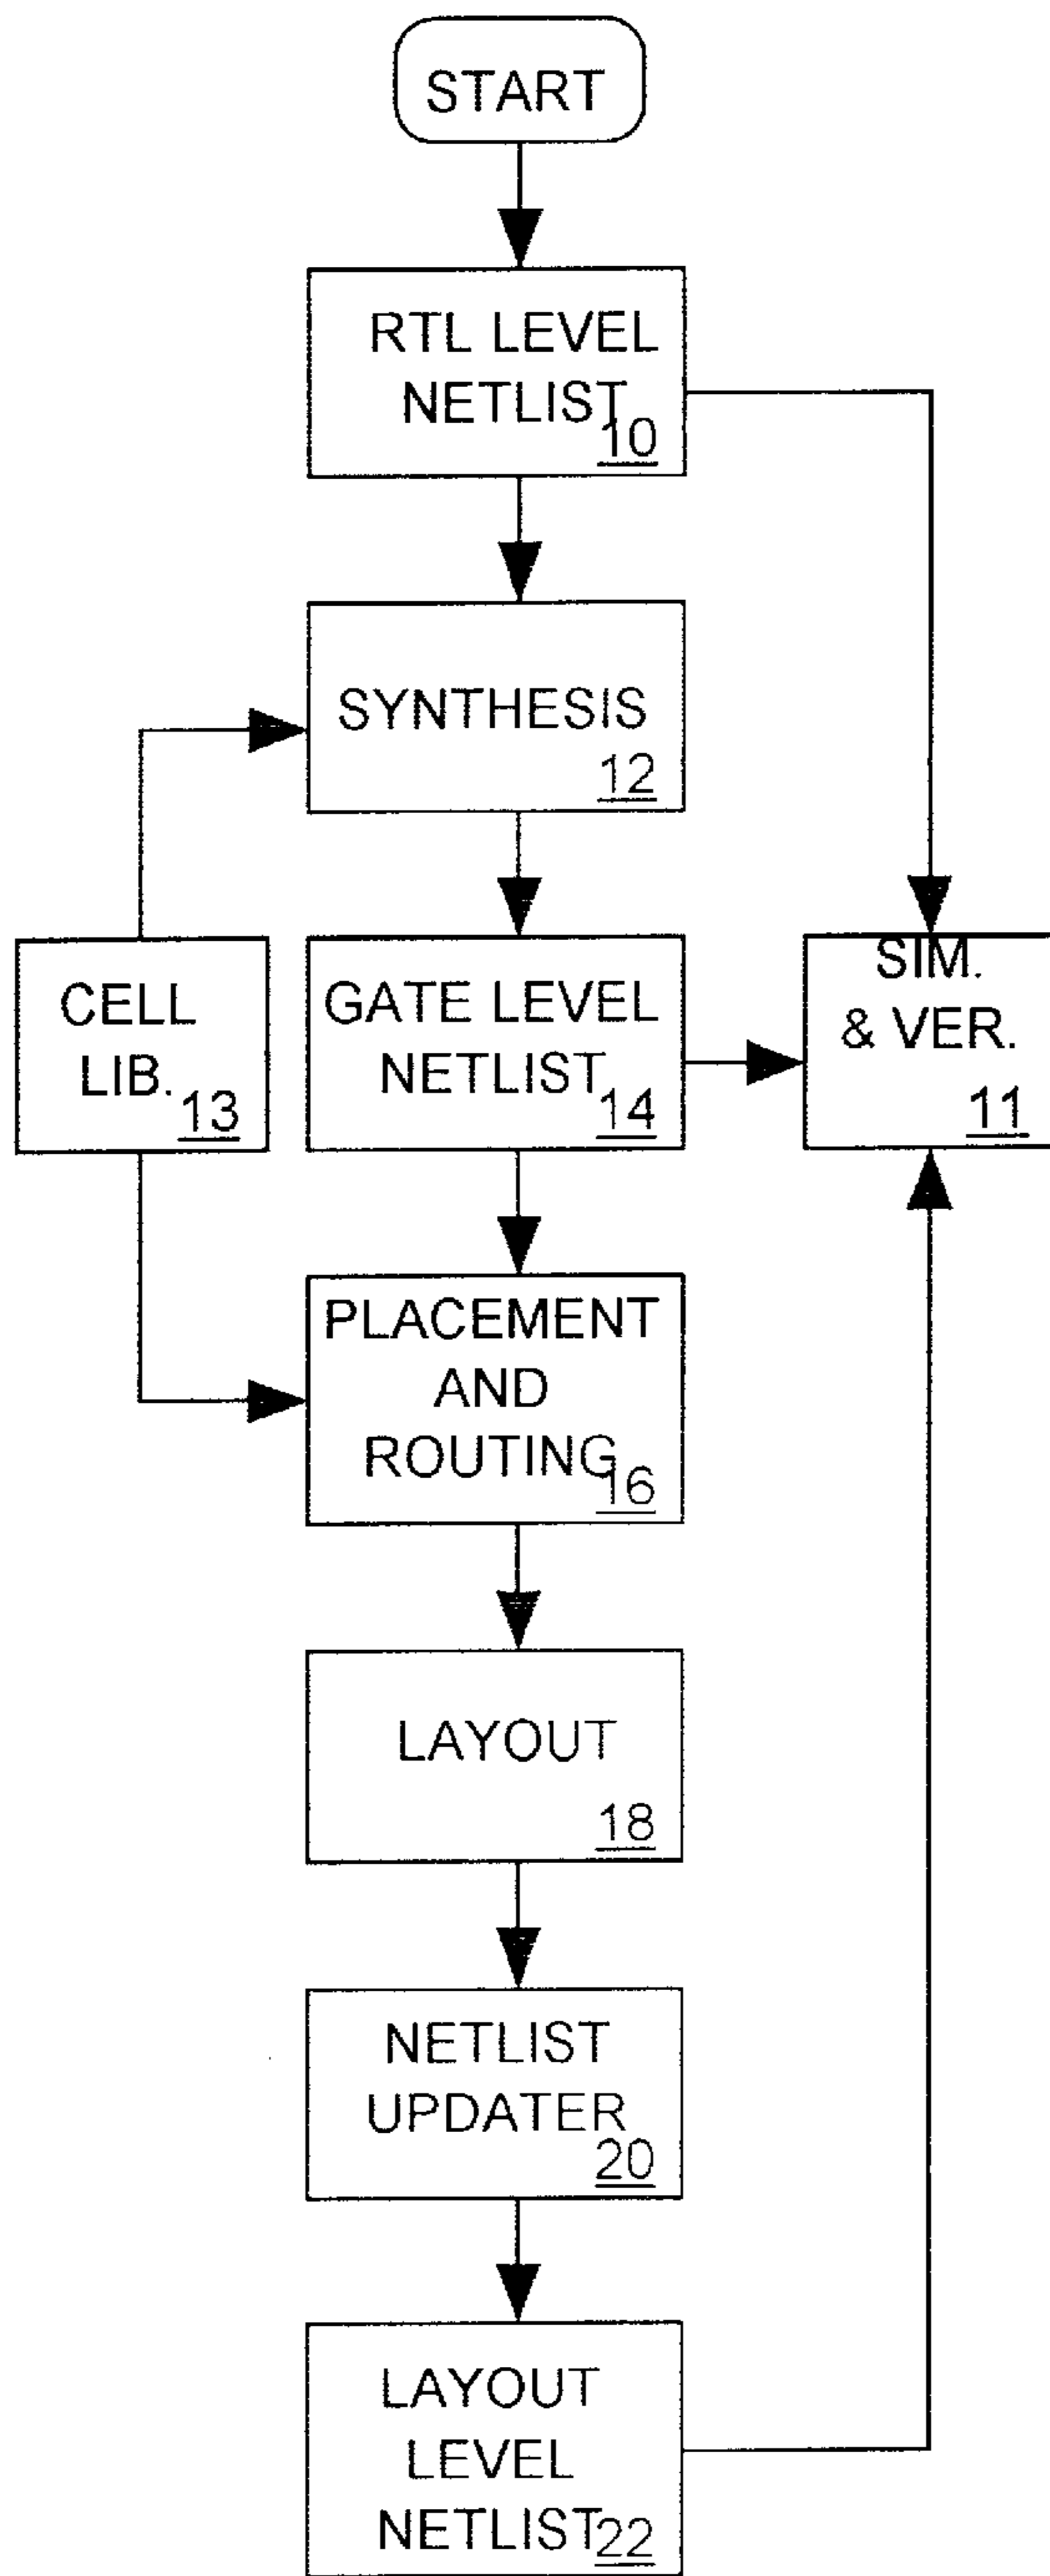 START
RTL LEVEL
NETLIST
10
SYNTHESIS
12
CELL
LIB.
13
GATE LEVEL
NETLIST
14
SIM.
& VER.
11
PLACEMENT
AND
ROUTING
16
LAYOUT
18
NETLIST
UPDATER
20
LAYOUT
LEVEL
NETLIST
22